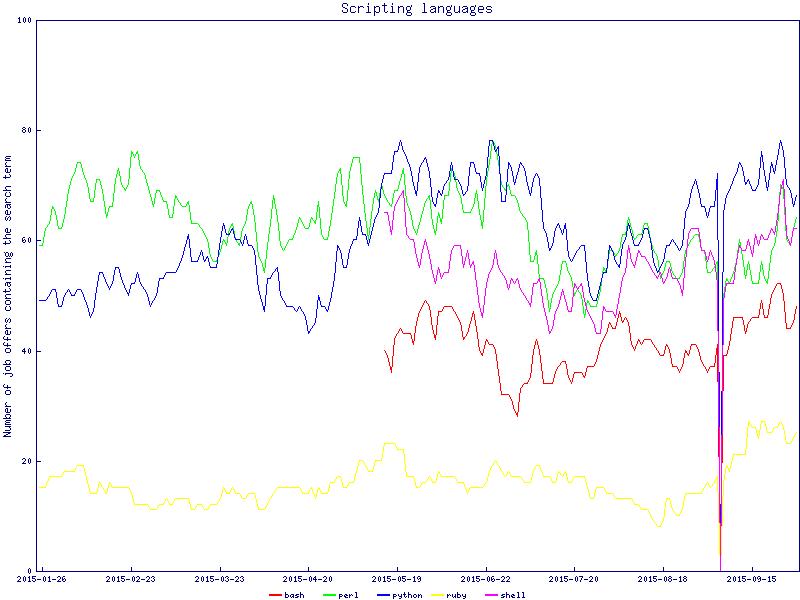 Scripting languages
Number of job offers containing the search term
100
80
60
40
20
0
2015-01-26 2015-02-23 2015-03-23 2015-04-20 2015-05-19 2015-06-22 2015-07-20 2015-08-18 2015-09-15
bash perl python ruby shell